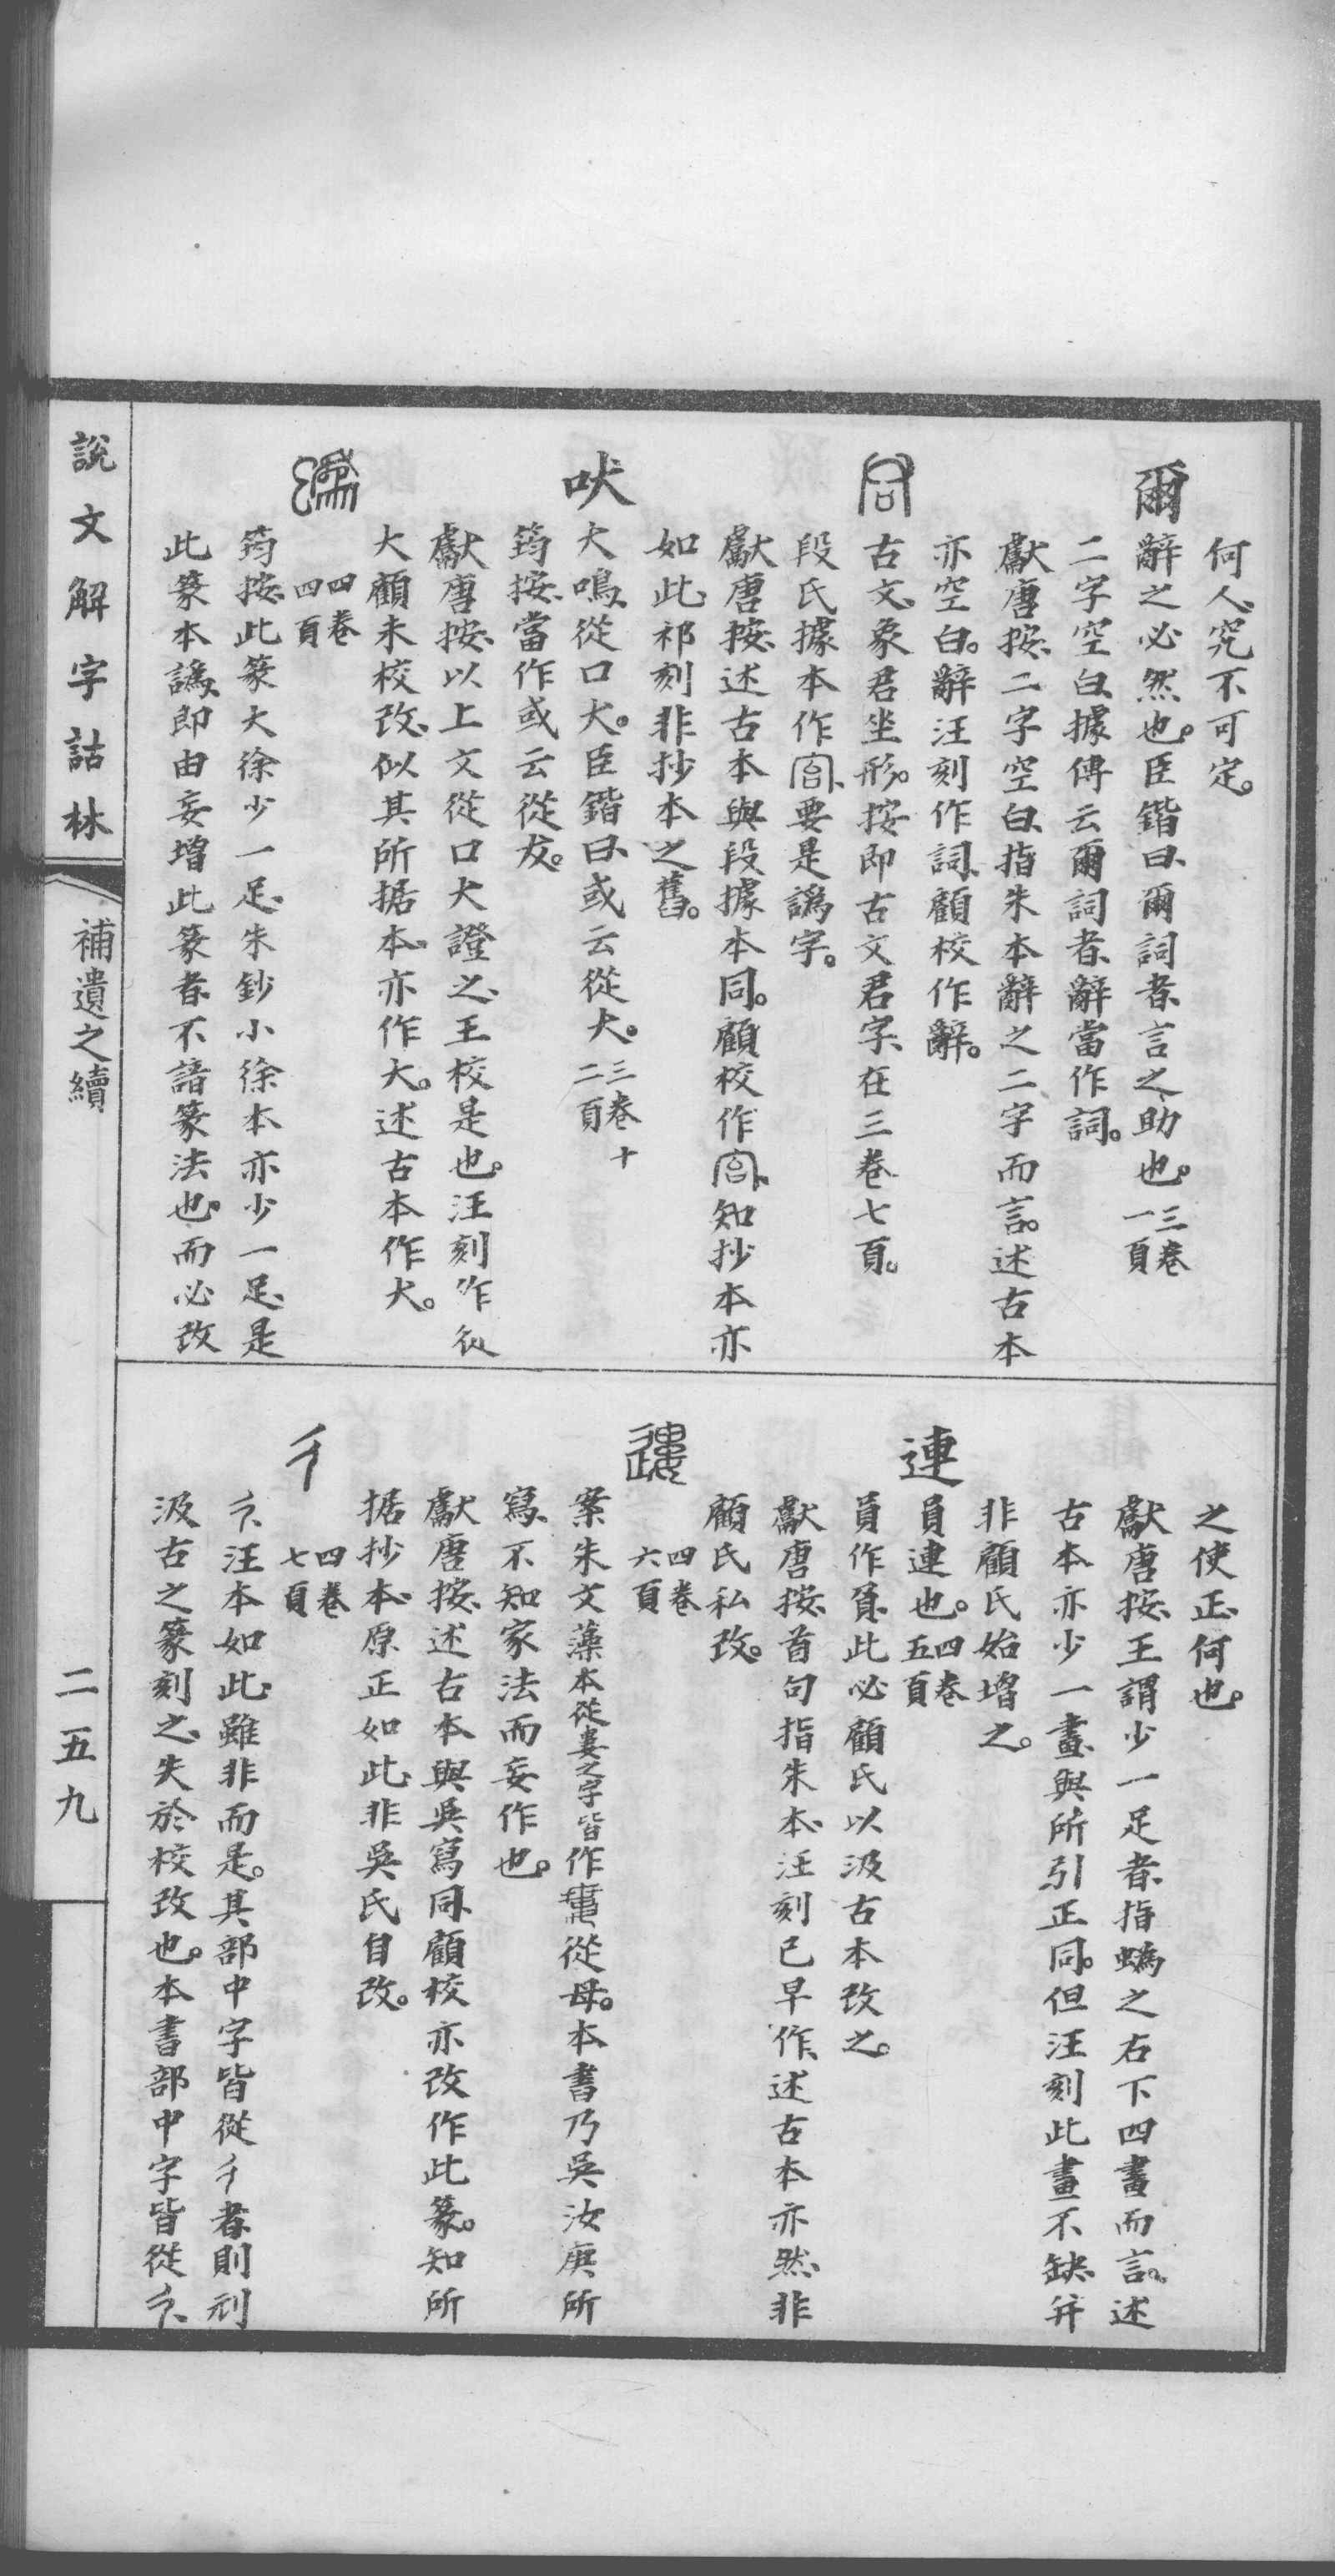 何人、究不可定。
爾
辭之必然也。臣鍇曰、爾詞者、言之助也。三卷一頁
二字空白、據傳云爾詞者、辭當作詞。
獻唐按、二字空白、指朱本辭之二字而言。述古本
亦空白。辭汪刻作詞、顧校作辭。
古文、象君坐形。按即古文君字、在三卷七頁。
段氏據本作、要是譌字。
獻唐按、述古本與段據本同。顧校作、知抄本亦
如此、祁刻非抄本之舊。
吠
犬鳴、從口犬。臣鍇曰、或云從犬。三卷十二頁
筠按、當作或云從犮。
獻唐按、以上文從口犬證之、王校是也。汪刻作從
大、顧未校改、似其所据本、亦作大。述古本作犬。
四卷四頁
筠按、此篆大徐少一足、朱鈔小徐本亦少一足、是
此篆本譌、即由妄增此篆者、不諳篆法也。而必改
之使正、何也。
獻唐按、王謂少一足者、指蟡之右下四畫而言。述
古本亦少一畫、與所引正同。但汪刻此畫不缺、并
非顧氏始增之。
連
員連也。四卷五頁
員作負、此必顧氏以汲古本改之。
獻唐按、首句指朱本、汪刻已早作、述古本亦然、非
顧氏私改。
四卷六頁
案朱文藻本從婁之字皆作、從母。本書乃吳汝庚所
寫、不知家法而妄作也。
獻唐按、述古本與吳寫同、顧校亦改作此篆。知所
据抄本、原正如此、非吳氏自改。
彳
四卷七頁
汪本如此、雖非而是。其部中字皆從彳者、則刓
汲古之篆刻之、失於校改也。本書部中字皆從
說文解字詁林
補遺之續
二五九